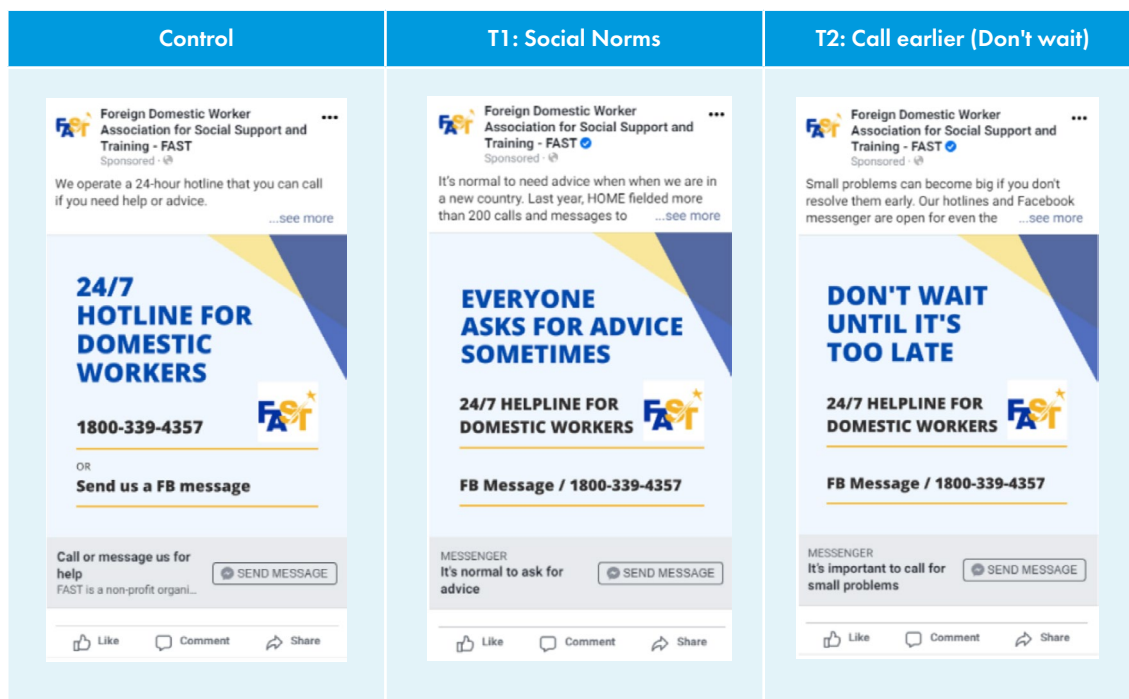 Control
T1: Social Norms
T2: Call earlier (Don't wait)
FAST
Foreign Domestic Worker
Association for Social Support and
Training - FAST
Sponsored ·
We operate a 24-hour hotline that you can call
if you need help or advice.
...see more
24/7
HOTLINE FOR
DOMESTIC
WORKERS
1800-339-4357
FAST
OR
Send us a FB message
Call or message us for
help
FAST is a non-profit organi...
SEND MESSAGE
Like
Comment
Share
FAST
Foreign Domestic Worker
Association for Social Support and
Training - FAST
Sponsored ·
It's normal to need advice when when we are in
a new country. Last year, HOME fielded more
than 200 calls and messages to ...see more
EVERYONE
ASKS FOR ADVICE
SOMETIMES
24/7 HELPLINE FOR
DOMESTIC WORKERS
FAST
FB Message / 1800-339-4357
MESSENGER
It's normal to ask for
advice
SEND MESSAGE
Like
Comment
Share
FAST
Foreign Domestic Worker
Association for Social Support and
Training - FAST
Sponsored ·
Small problems can become big if you don't
resolve them early. Our hotlines and Facebook
messenger are open for even the ...see more
DON'T WAIT
UNTIL IT'S
TOO LATE
24/7 HELPLINE FOR
DOMESTIC WORKERS
FAST
FB Message / 1800-339-4357
MESSENGER
It's important to call for
small problems
SEND MESSAGE
Like
Comment
Share